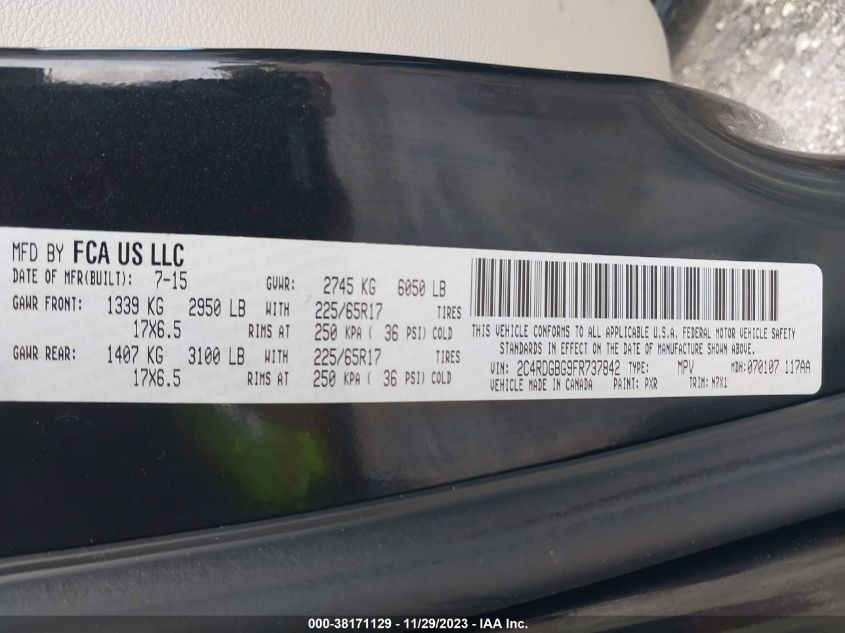 MFD BY FCA US LLC
DATE OF MFR(BUILT): 7-15 GVWR: 2745 KG 6050 LB
GAWR FRONT: 1339 KG 2950 LB WITH 225/65R17 TIRES
17X6.5 RIMS AT 250 KPA ( 36 PSI) COLD
GAWR REAR: 1407 KG 3100 LB WITH 225/65R17 TIRES
17X6.5 RIMS AT 250 KPA ( 36 PSI) COLD
THIS VEHICLE CONFORMS TO ALL APPLICABLE U.S.A. FEDERAL MOTOR VEHICLE SAFETY
STANDARDS IN EFFECT ON THE DATE OF MANUFACTURE SHOWN ABOVE.
VIN: 2C4RDGBG9FR737842 TYPE: MPV MDH: 070107 117AA
VEHICLE MADE IN CANADA PAINT: PXR TRIM: N7X1
000-38171129 - 11/29/2023 - IAA Inc.